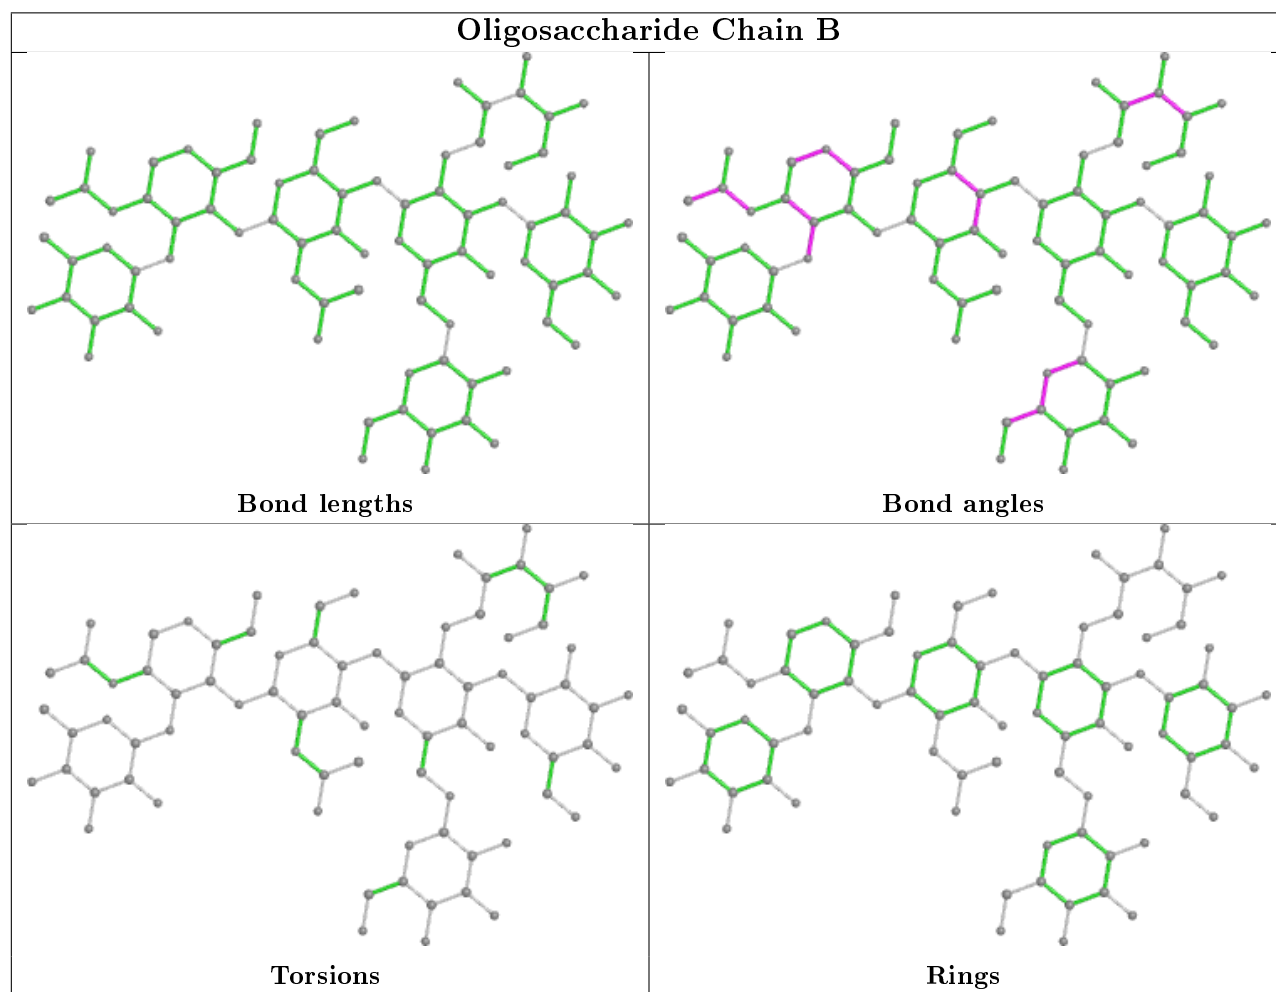 Oligosaccharide Chain B
Bond lengths
Bond angles
Torsions
Rings